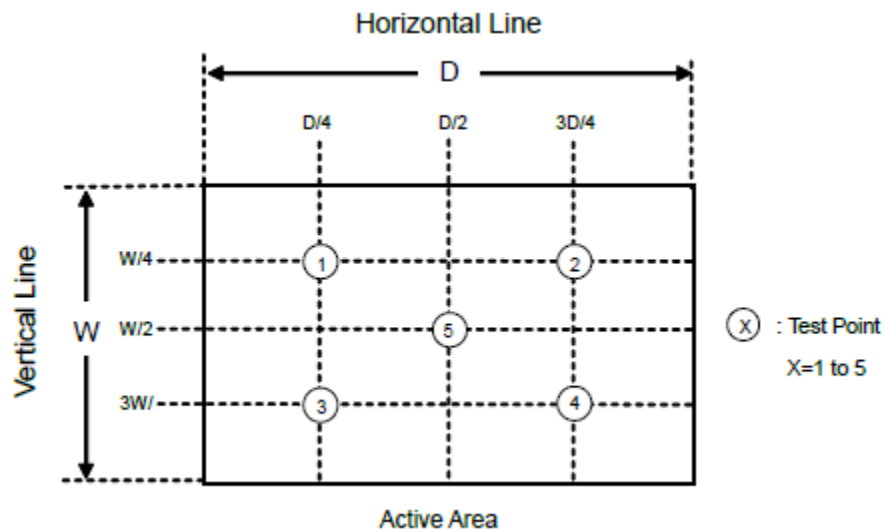 Horizontal Line
D
D/4 D/2 3D/4
Vertical Line
W
W/4
W/2
3W/
1 2
5
3 4
X : Test Point
X=1 to 5
Active Area